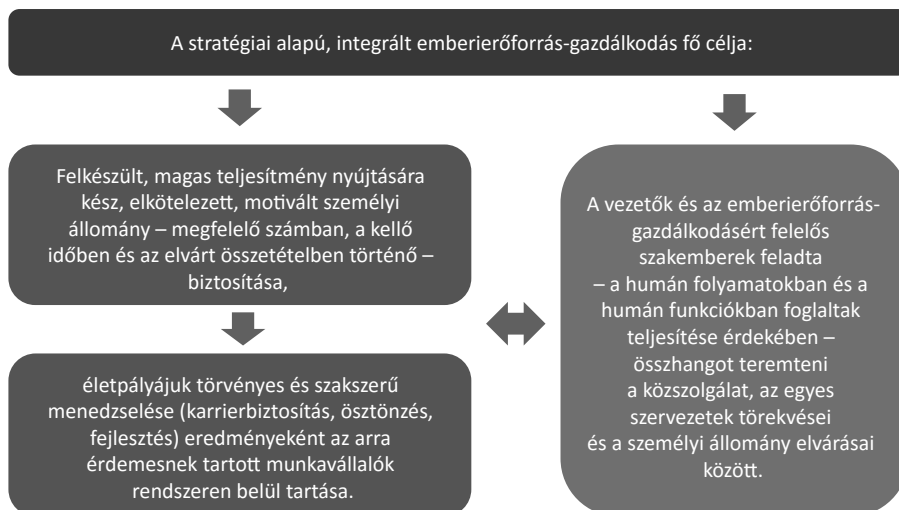 A stratégiai alapú, integrált emberierőforrás-gazdálkodás fő célja:
Felkészült, magas teljesítmény nyújtására
kész, elkötelezett, motivált személyi
állomány – megfelelő számban, a kellő
időben és az elvárt összetételben történő –
biztosítása,
életpályájuk törvényes és szakszerű
menedzselése (karrierbiztosítás, ösztönzés,
fejlesztés) eredményeként az arra
érdemesnek tartott munkavállalók
rendszeren belül tartása.
A vezetők és az emberierőforrás-
gazdálkodásért felelős
szakemberek feladta
– a humán folyamatokban és a
humán funkciókban foglaltak
teljesítése érdekében –
összhangot teremteni
a közszolgálat, az egyes
szervezetek törekvései
és a személyi állomány elvárásai
között.